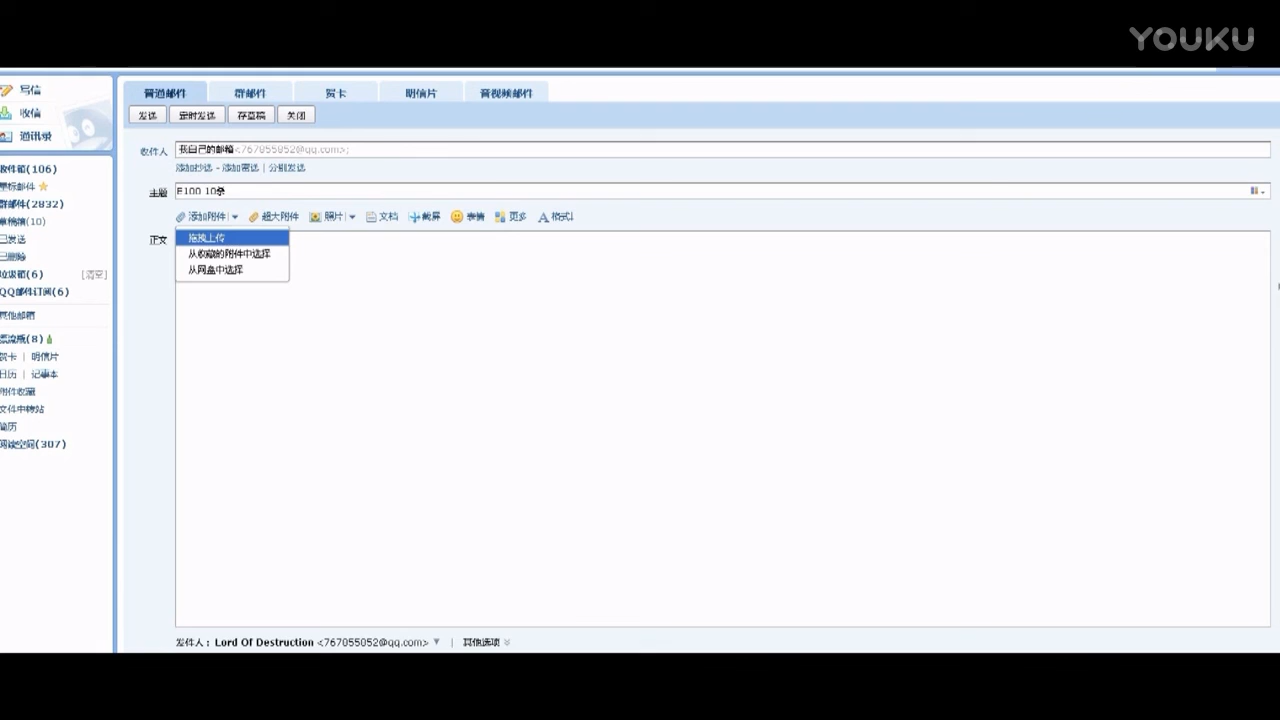 YOUKU
写信
收信
通讯录
收件箱(106)
星标邮件
群邮件(2832)
草稿箱(10)
已发送
已删除
垃圾箱(6) [清空]
QQ邮件订阅(6)
其他邮箱
漂流瓶(8)
贺卡 | 明信片
日历 | 记事本
附件收藏
文件中转站
简历
阅读空间(307)
普通邮件 群邮件 贺卡 明信片 音视频邮件
发送 定时发送 存草稿 关闭
收件人 我自己的邮箱<767055052@qq.com>;
添加抄送 - 添加密送 | 分别发送
主题 E100 10条
添加附件 超大附件 照片 文档 截屏 表情 更多 格式↓
正文
拖拽上传
从收藏的附件中选择
从网盘中选择
发件人：Lord Of Destruction <767055052@qq.com> | 其他选项